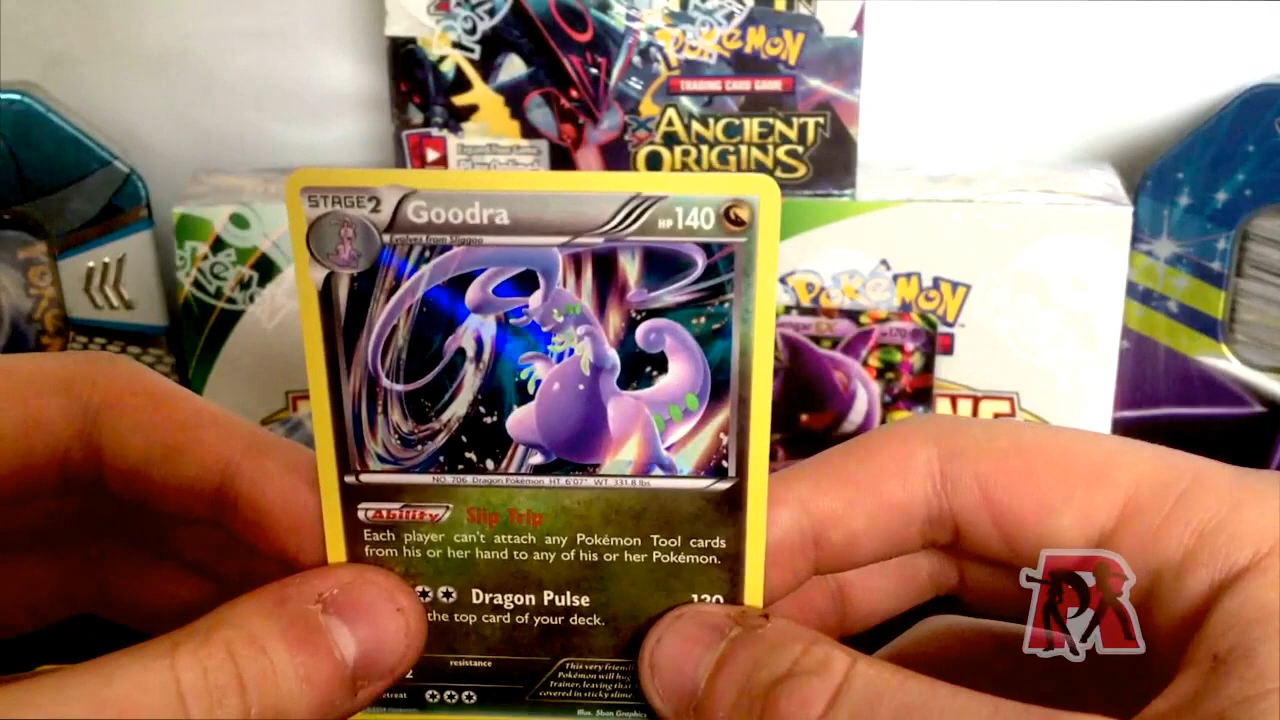 POKéMON
TRADING CARD GAME
ANCIENT
ORIGINS
STAGE2
Goodra
HP140
Evolves from Sliggoo
POKéMON
NO. 706 Dragon Pokémon HT. 6'07" WT. 331.8 lbs
Ability Slip Trip
Each player can't attach any Pokémon Tool cards
from his or her hand to any of his or her Pokémon.
Dragon Pulse 120
the top card of your deck.
resistance
This very friend
Pokémon will hug
Trainer, leaving that
covered in sticky slime.
Illus. 5ban Graphics
R